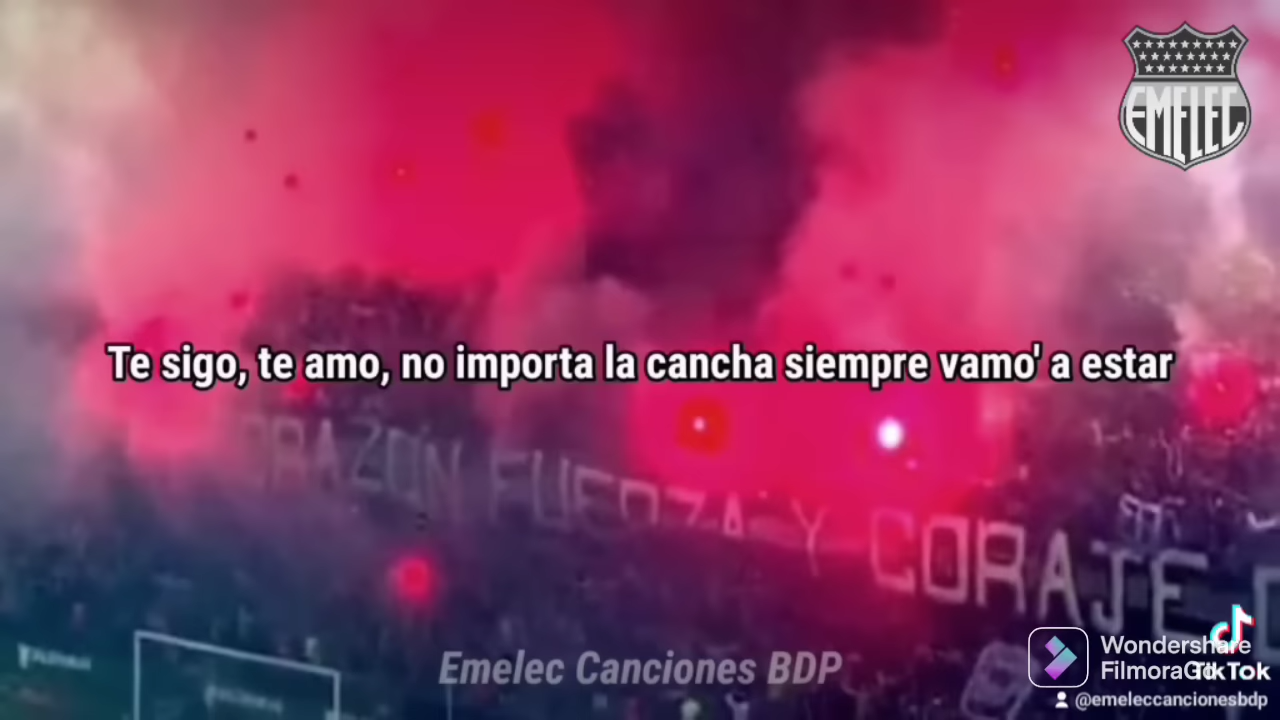 EMELEC
Te sigo, te amo, no importa la cancha siempre vamo' a estar
CORAZÓN FUERZA Y CORAJE
Emelec Canciones BDP
Wondershare
FilmoraGo
TikTok
@emeleccancionesbdp